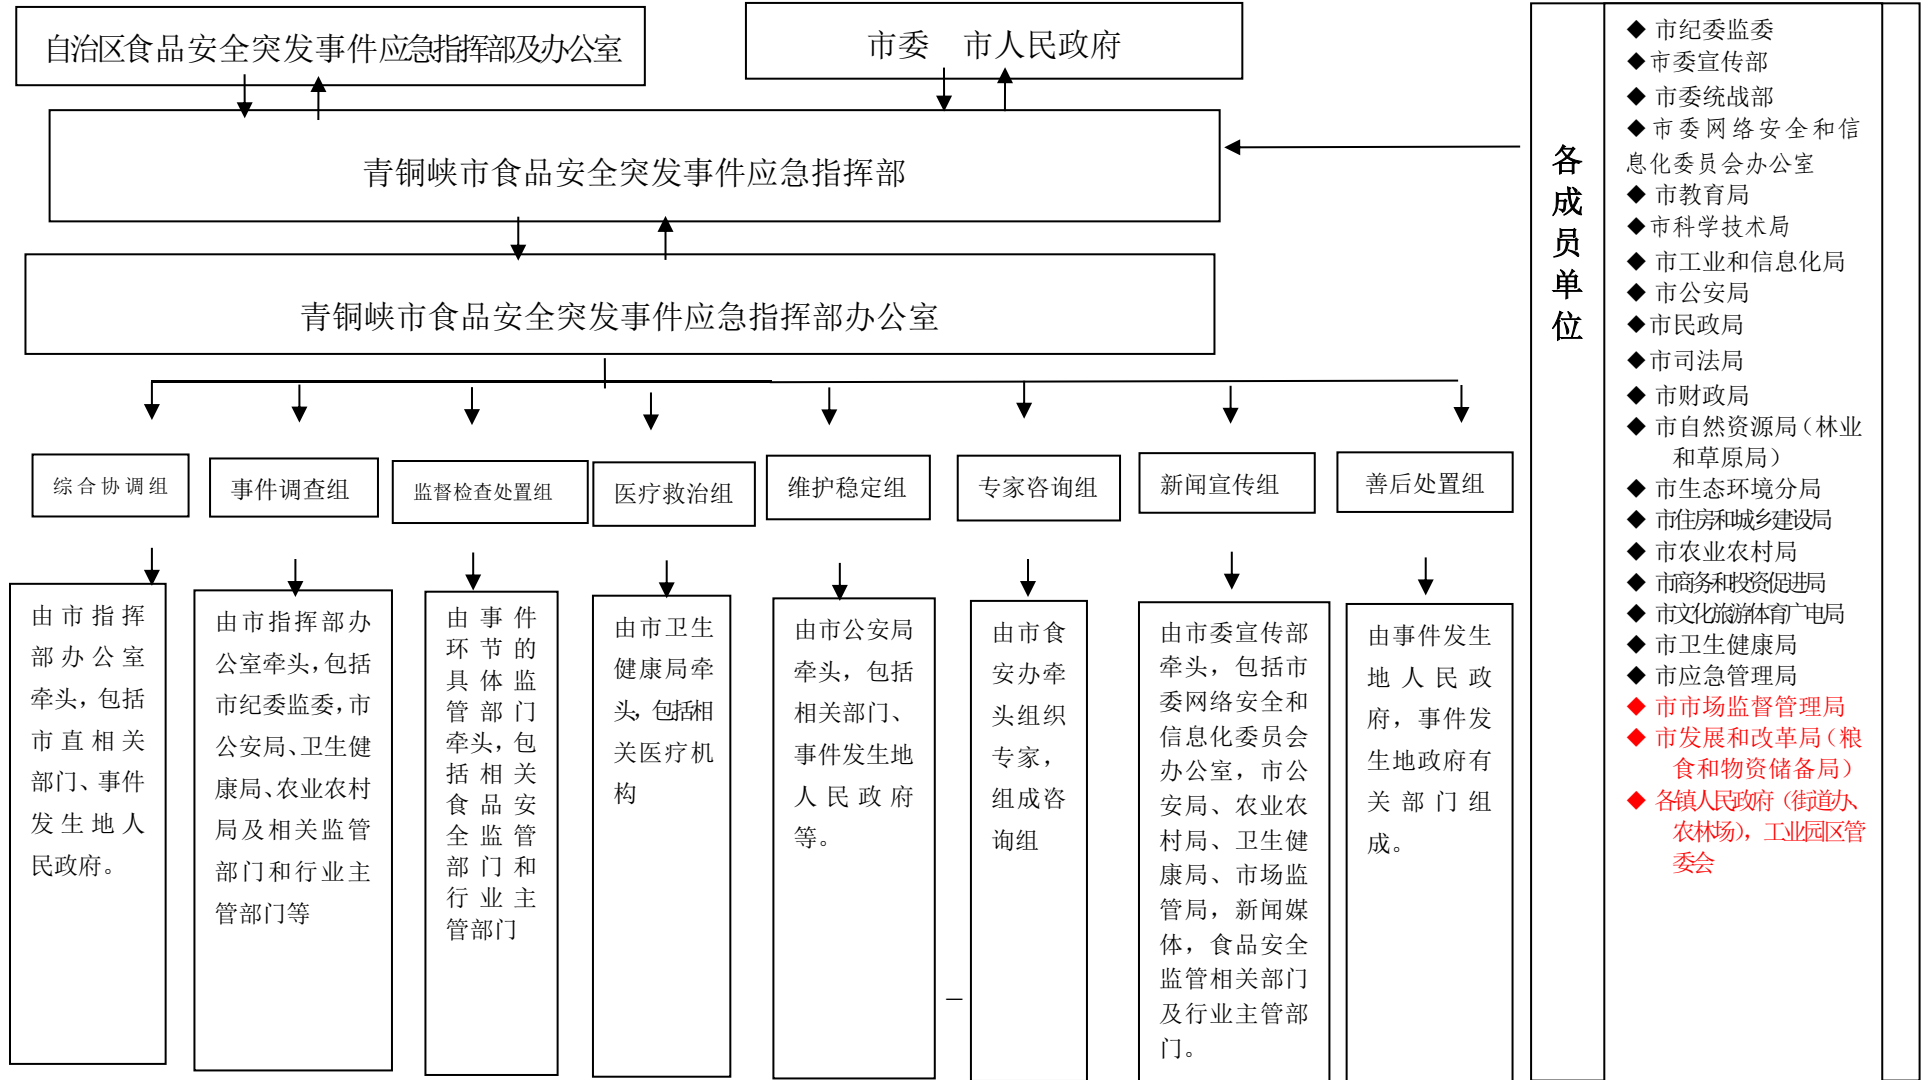 自治区食品安全突发事件应急指挥部及办公室
市委　市人民政府
青铜峡市食品安全突发事件应急指挥部
青铜峡市食品安全突发事件应急指挥部办公室
综合协调组
事件调查组
监督检查处置组
医疗救治组
维护稳定组
专家咨询组
新闻宣传组
善后处置组
由市指挥
部办公室
牵头，包括
市直相关
部门、事件
发生地人
民政府。
由市指挥部办
公室牵头，包括
市纪委监委，市
公安局、卫生健
康局、农业农村
局及相关监管
部门和行业主
管部门等
由事件
环节的
具体监
管部门
牵头，包
括相关
食品安
全监管
部门和
行业主
管部门
由市卫生
健康局牵
头，包括相
关医疗机
构
由市公安局
牵头，包括
相关部门、
事件发生地
人民政府
等。
由市食
安办牵
头组织
专家，
组成咨
询组
由市委宣传部
牵头，包括市
委网络安全和
信息化委员会
办公室，市公
安局、农业农
村局、卫生健
康局、市场监
管局，新闻媒
体，食品安全
监管相关部门
及行业主管部
门。
由事件发生
地人民政
府，事件发
生地政府有
关部门组
成。
各
成
员
单
位
◆ 市纪委监委
◆市委宣传部
◆ 市委统战部
◆市委网络安全和信
息化委员会办公室
◆ 市教育局
◆市科学技术局
◆ 市工业和信息化局
◆ 市公安局
◆市民政局
◆市司法局
◆ 市财政局
◆ 市自然资源局（林业
和草原局）
◆ 市生态环境分局
◆ 市住房和城乡建设局
◆ 市农业农村局
◆ 市商务和投资促进局
◆ 市文化旅游体育广电局
◆ 市卫生健康局
◆ 市应急管理局
◆ 市市场监督管理局
◆ 市发展和改革局（粮
食和物资储备局）
◆ 各镇人民政府（街道办、
农林场），工业园区管
委会